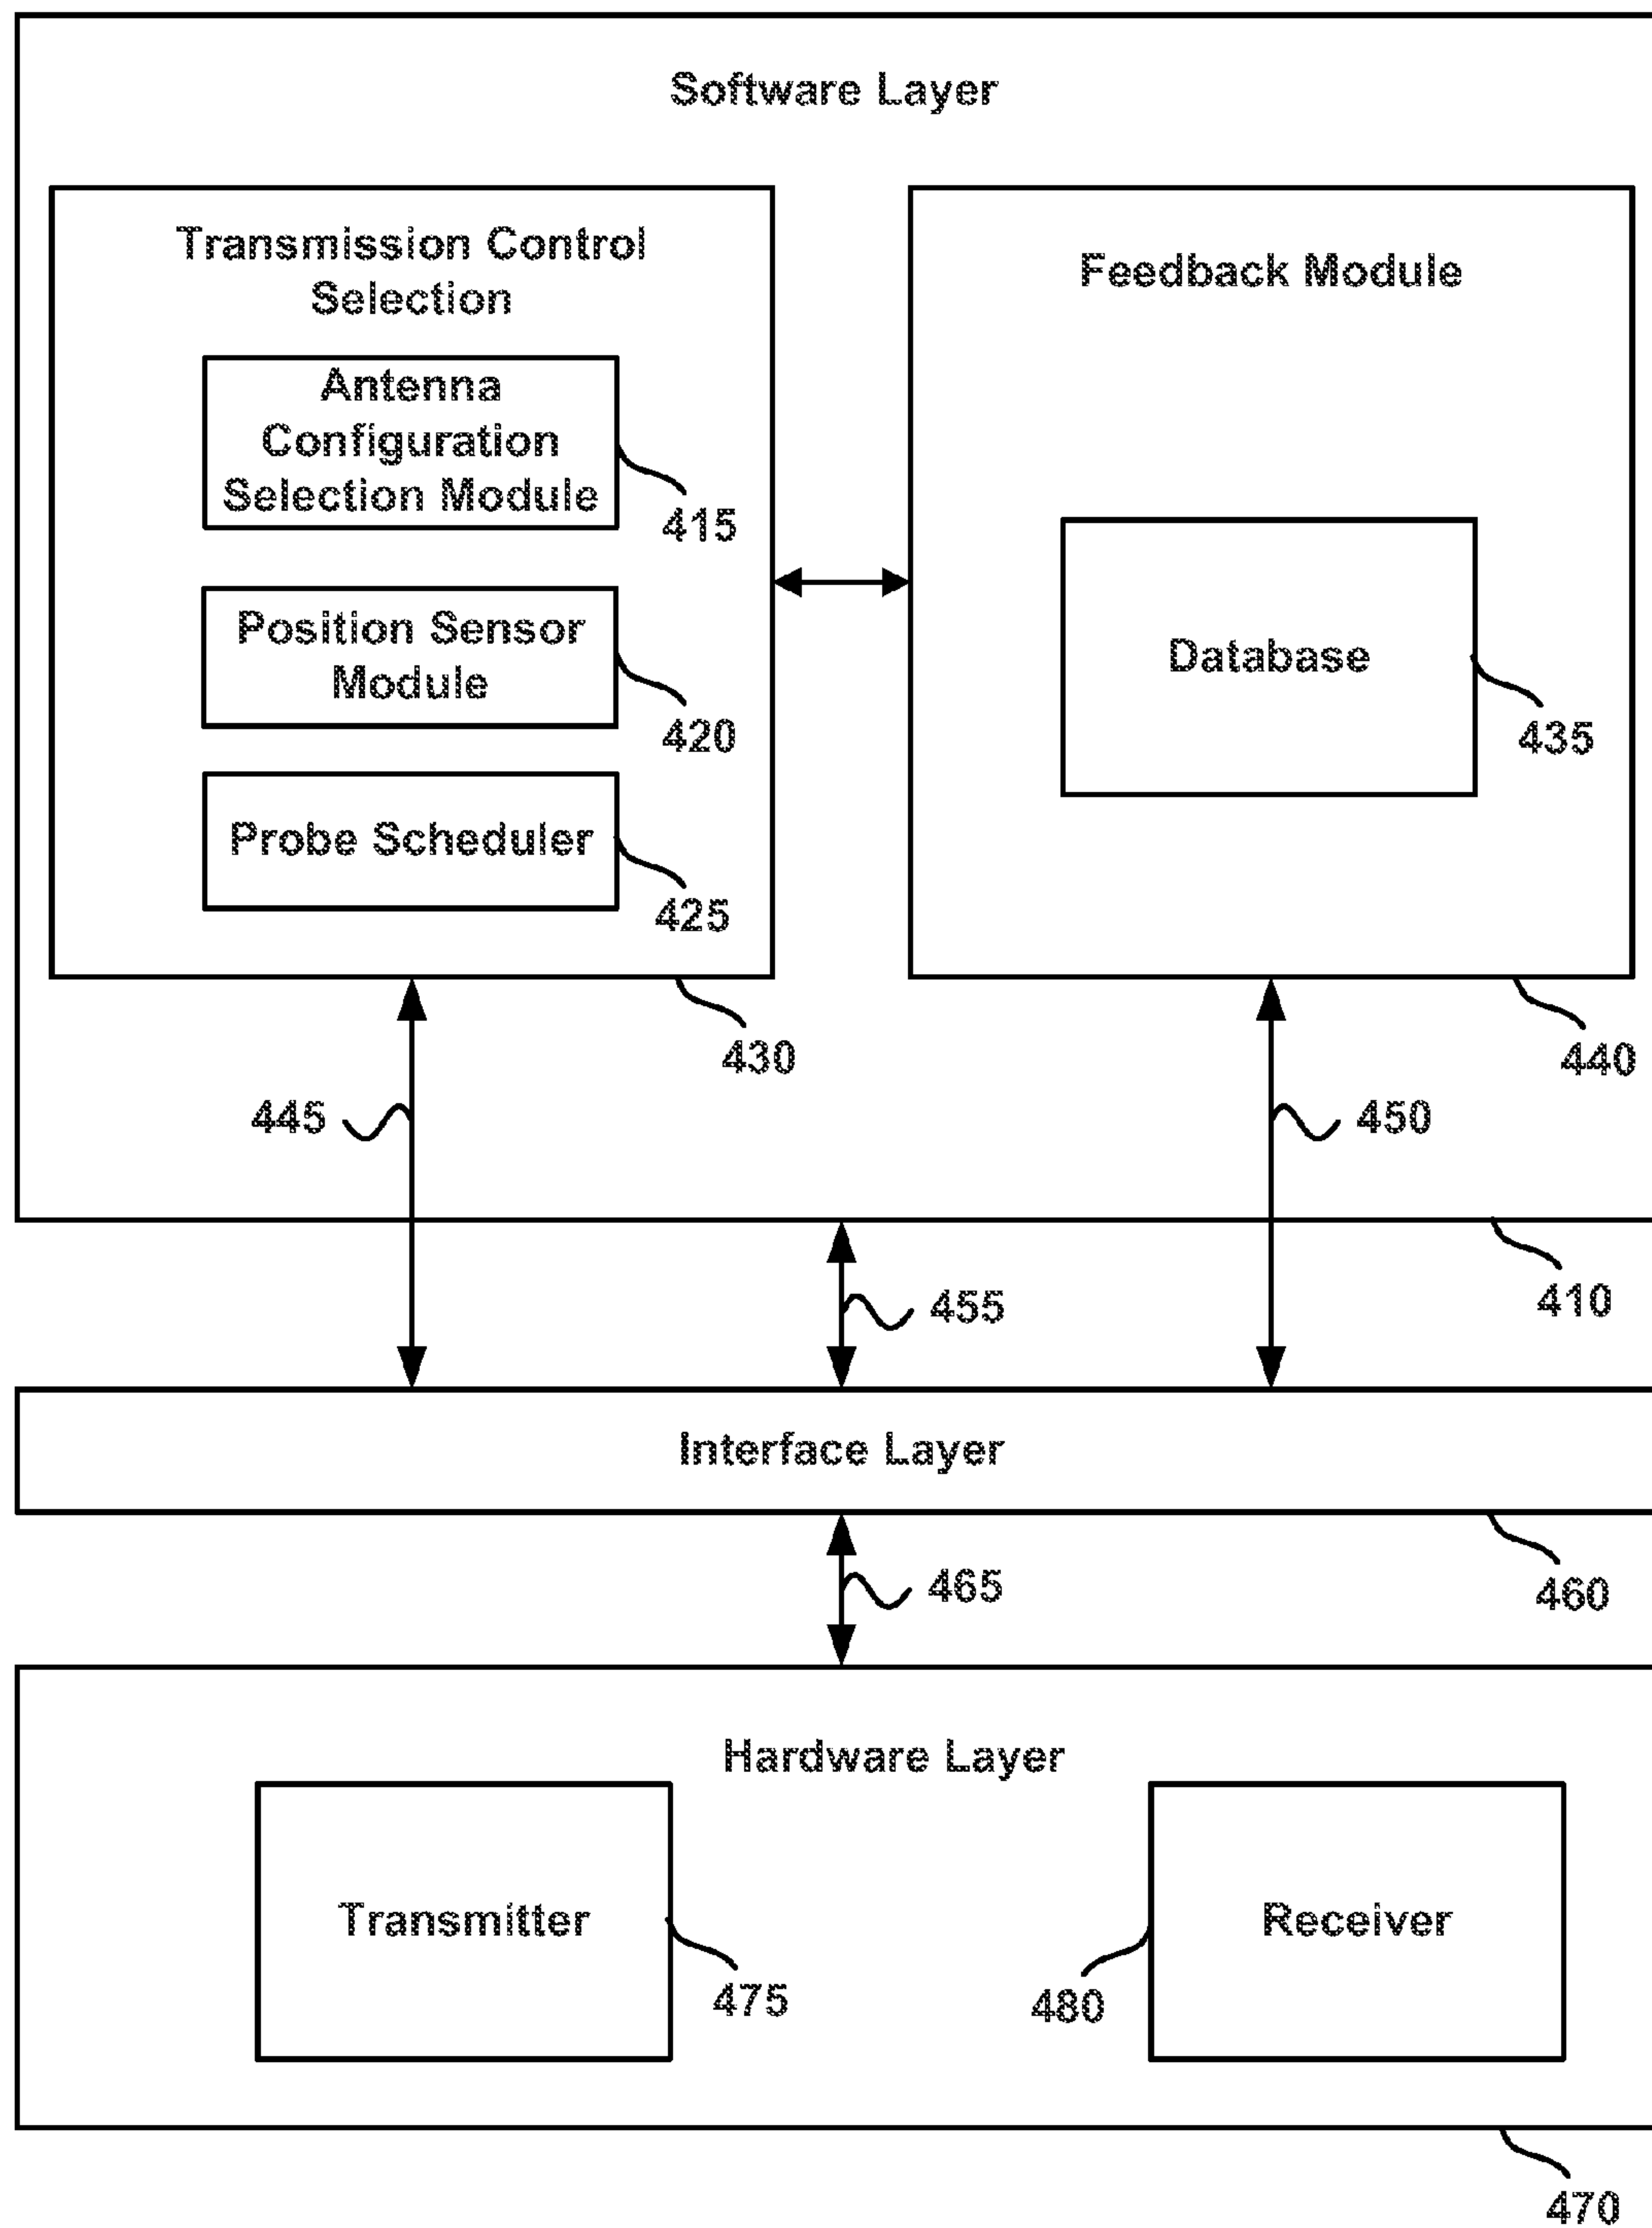 Software Layer
Transmission Control
Selection
Antenna
Configuration
Selection Module
415
Position Sensor
Module
420
Probe Scheduler
425
430
Feedback Module
Database
435
440
445
450
455
410
Interface Layer
460
465
Hardware Layer
Transmitter
475
Receiver
480
470